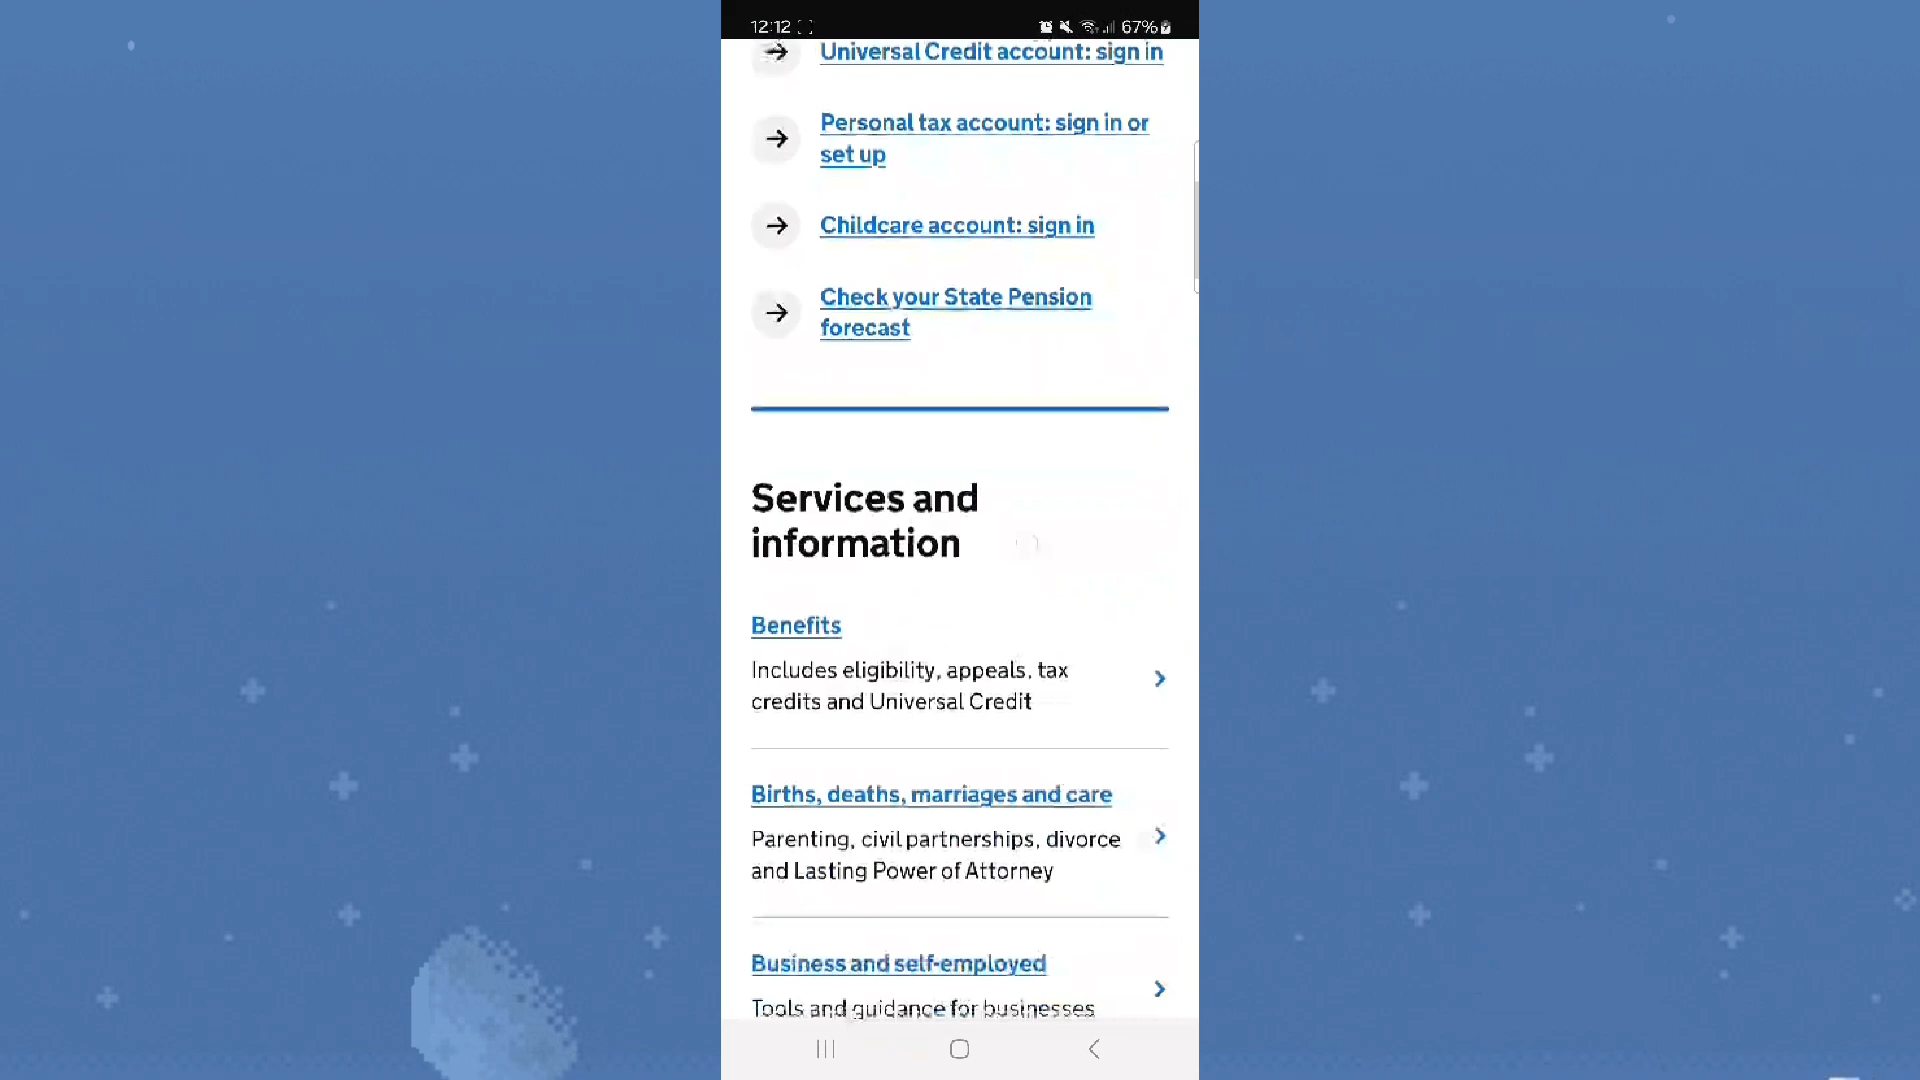 12:12 67%
Universal Credit account: sign in
Personal tax account: sign in or
set up
Childcare account: sign in
Check your State Pension
forecast
Services and
information
Benefits
Includes eligibility, appeals, tax
credits and Universal Credit
Births, deaths, marriages and care
Parenting, civil partnerships, divorce
and Lasting Power of Attorney
Business and self-employed
Tools and guidance for businesses